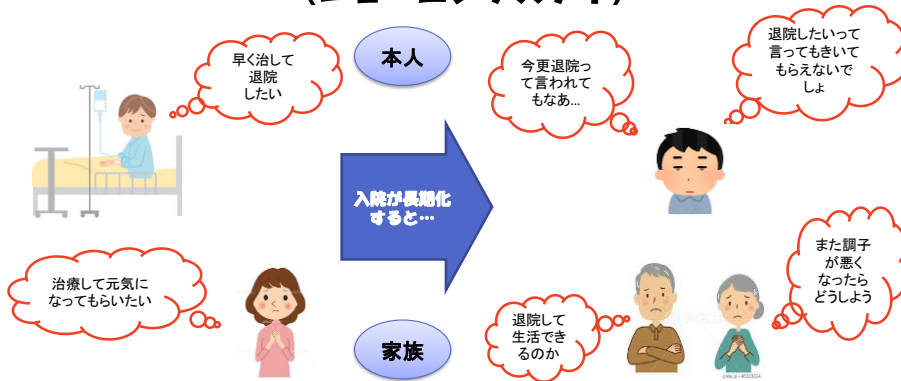 早く治して
退院
したい
本人
今更退院っ
て言われて
もなあ…
退院したいって
言ってもきいて
もらえないで
しょ
入院が長期化
すると…
治療して元気に
なってもらいたい
家族
退院して
生活でき
るのか
また調子
が悪く
なったら
どうしよう